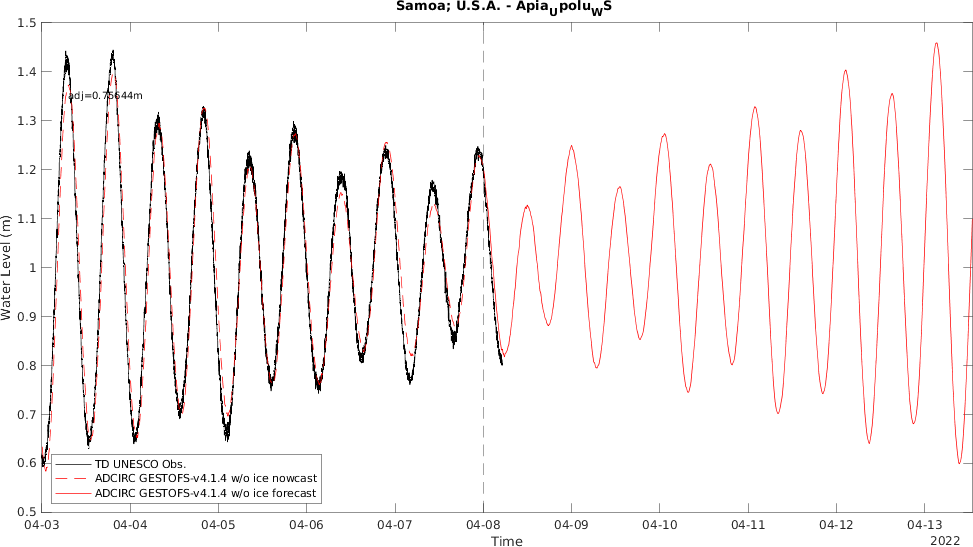 Samoa; U.S.A. - ApiaUpoluWS
1.5
1.4
adj=0.75644m
1.3
1.2
1.1
Water Level (m)
1
0.9
0.8
0.7
0.6
0.5
TD UNESCO Obs.
ADCIRC GESTOFS-v4.1.4 w/o ice nowcast
ADCIRC GESTOFS-v4.1.4 w/o ice forecast
04-03 04-04 04-05 04-06 04-07 04-08 04-09 04-10 04-11 04-12 04-13
Time
2022